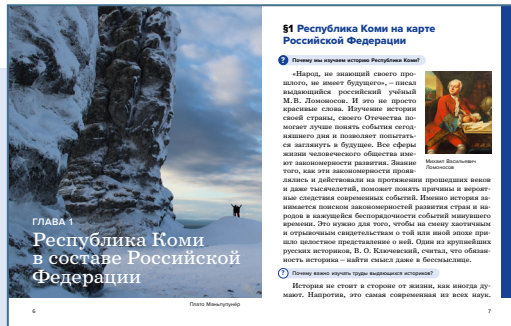 ГЛАВА 1
Республика Коми
в составе Российской
Федерации
Плато Маньпупунёр
6
§1 Республика Коми на карте
Российской Федерации
? Почему мы изучаем историю Республики Коми?
«Народ, не знающий своего про-
шлого, не имеет будущего», – писал
выдающийся российский учёный
М.В. Ломоносов. И это не просто
красивые слова. Изучение истории
своей страны, своего Отечества по-
могает лучше понять события сегод-
няшнего дня и позволяет попытать-
ся заглянуть в будущее. Все сферы
жизни человеческого общества име-
ют закономерности развития. Знание
того, как эти закономерности прояв-
Михаил Васильевич
Ломоносов
лялись и действовали на протяжении прошедших веков
и даже тысячелетий, поможет понять причины и вероят-
ные следствия современных событий. Именно история за-
нимается поиском закономерностей развития стран и на-
родов в кажущейся беспорядочности событий минувшего
времени. Это нужно для того, чтобы на смену хаотичным
и отрывочным свидетельствам о той или иной эпохе при-
шло целостное представление о ней. Один из крупнейших
русских историков, В. О. Ключевский, считал, что обязан-
ность историка – найти смысл даже в бессмыслице.
? Почему важно изучать труды выдающихся историков?
История не стоит в стороне от жизни, как иногда ду-
мают. Напротив, это самая современная из всех наук.
7